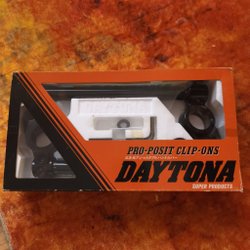 PRO-POSIT CLIP-ONS
DAYTONA
SUPER PRODUCTS